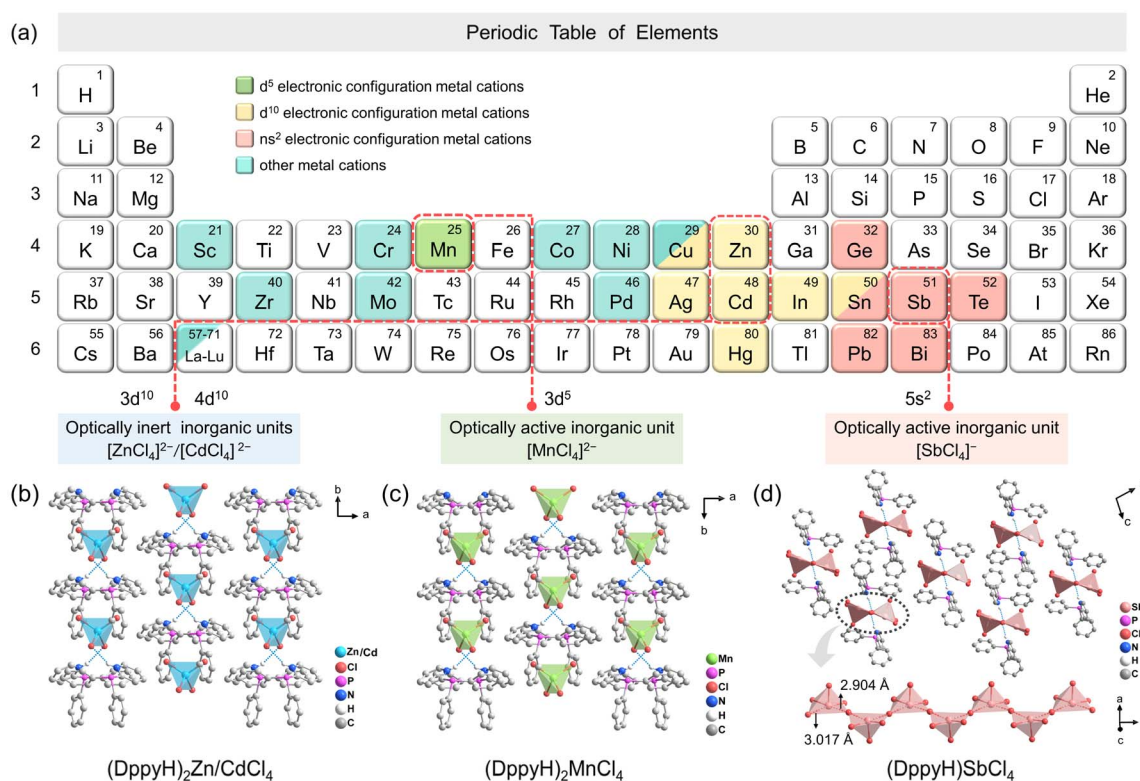 (a)
Periodic Table of Elements
d⁵ electronic configuration metal cations
d¹⁰ electronic configuration metal cations
ns² electronic configuration metal cations
other metal cations
1
1 H
2 He
2
3 Li
4 Be
5 B
6 C
7 N
8 O
9 F
10 Ne
3
11 Na
12 Mg
13 Al
14 Si
15 P
16 S
17 Cl
18 Ar
4
19 K
20 Ca
21 Sc
22 Ti
23 V
24 Cr
25 Mn
26 Fe
27 Co
28 Ni
29 Cu
30 Zn
31 Ga
32 Ge
33 As
34 Se
35 Br
36 Kr
5
37 Rb
38 Sr
39 Y
40 Zr
41 Nb
42 Mo
43 Tc
44 Ru
45 Rh
46 Pd
47 Ag
48 Cd
49 In
50 Sn
51 Sb
52 Te
53 I
54 Xe
6
55 Cs
56 Ba
57-71 La-Lu
72 Hf
73 Ta
74 W
75 Re
76 Os
77 Ir
78 Pt
79 Au
80 Hg
81 Tl
82 Pb
83 Bi
84 Po
85 At
86 Rn
3d¹⁰ 4d¹⁰
3d⁵
5s²
Optically inert inorganic units
[ZnCl₄]²⁻/[CdCl₄]²⁻
Optically active inorganic unit
[MnCl₄]²⁻
Optically active inorganic unit
[SbCl₄]⁻
(b)
b
a
Zn/Cd
Cl
P
N
H
C
(DppyH)₂Zn/CdCl₄
(c)
a
b
Mn
P
Cl
N
H
C
(DppyH)₂MnCl₄
(d)
c
P
N
H
C
2.904 Å
3.017 Å
a
c
(DppyH)SbCl₄